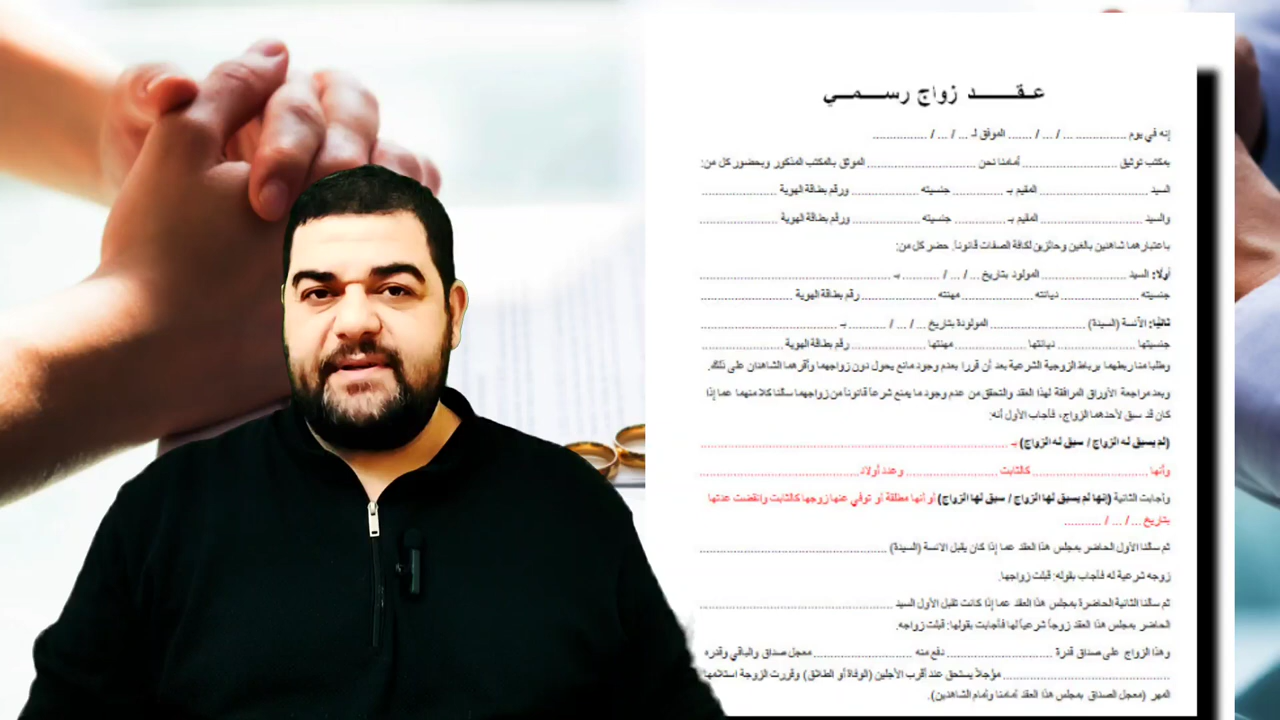 عـقـــــد زواج رســـمـــي
إنه في يوم ................ ... / ... / ....... الموفق لـ ... / ... / ................
بمكتب توثيق ............................ أمامنا نحن ................................ الموثق بالمكتب المذكور وبحضور كل من:
السيد ........................................ المقيم بـ ............... جنسيته .................... ورقم بطاقة الهوية ......................
والسيد ........................................ المقيم بـ ............... جنسيته .................... ورقم بطاقة الهوية ......................
باعتبارهما شاهدين بالغين وحائزين لكافة الصفات قانوناً. حضر كل من:
أولا: السيد ................................ المولود بتاريخ ... / ... / ........... بـ ........................................................
جنسيته ........................ ديانته ..................... مهنته ...................... رقم بطاقة الهوية ...........................
ثانيا: الآنسة (السيدة) .................................... المولودة بتاريخ ... / ... / ........... بـ ........................................
جنسيتها ........................ ديانتها ..................... مهنتها ...................... رقم بطاقة الهوية ........................
وطلبا منا ربطهما برباط الزوجية الشرعية بعد أن قررا بعدم وجود مانع يحول دون زواجهما وأقرهما الشاهدان على ذلك.
وبعد مراجعة الأوراق المرافقة لهذا العقد والتحقق من عدم وجود ما يمنع شرعاً قانوناً من زواجهما سألنا كلا منهما عما إذا
كان قد سبق لأحدهما الزواج، فأجاب الأول أنه:
(لم يسبق له الزواج / سبق له الزواج) بـ ..........................................................................................
وأنها .................................. كالثابت ........................... وعدد أولاد ................................................
وأجابت الثانية (إنها لم يسبق لها الزواج / سبق لها الزواج) أو أنها مطلقة أو توفي عنها زوجها كالثابت وانقضت عدتها
بتاريخ ... / ... / ...........
ثم سألنا الأول الحاضر بمجلس هذا العقد عما إذا كان يقبل الانسة (السيدة) ........................................................
زوجه شرعية له فأجاب بقوله: قبلت زواجها.
ثم سألنا الثانية الحاضرة بمجلس هذا العقد عما إذا كانت تقبل الأول السيد ........................................................
الحاضر بمجلس هذا العقد زوجاً شرعياً لها فأجابت بقولها: قبلت زواجه.
وهذا الزواج على صداق قدرة ................................ دفع منه ............................ معجل صداق والباقي وقدره
................................................ مؤجلاً يستحق عند أقرب الأجلين (الوفاة أو الطلاق) وقررت الزوجة استلامها
المهر (معجل الصداق بمجلس هذا العقد أمامنا وأمام الشاهدين).